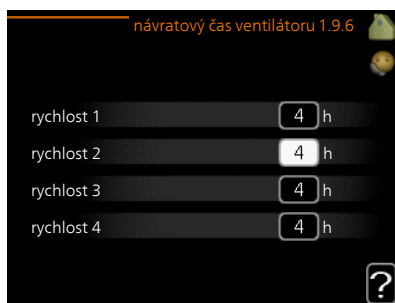 návratový čas ventilátoru 1.9.6
rychlost 1 4 h
rychlost 2 4 h
rychlost 3 4 h
rychlost 4 4 h
?